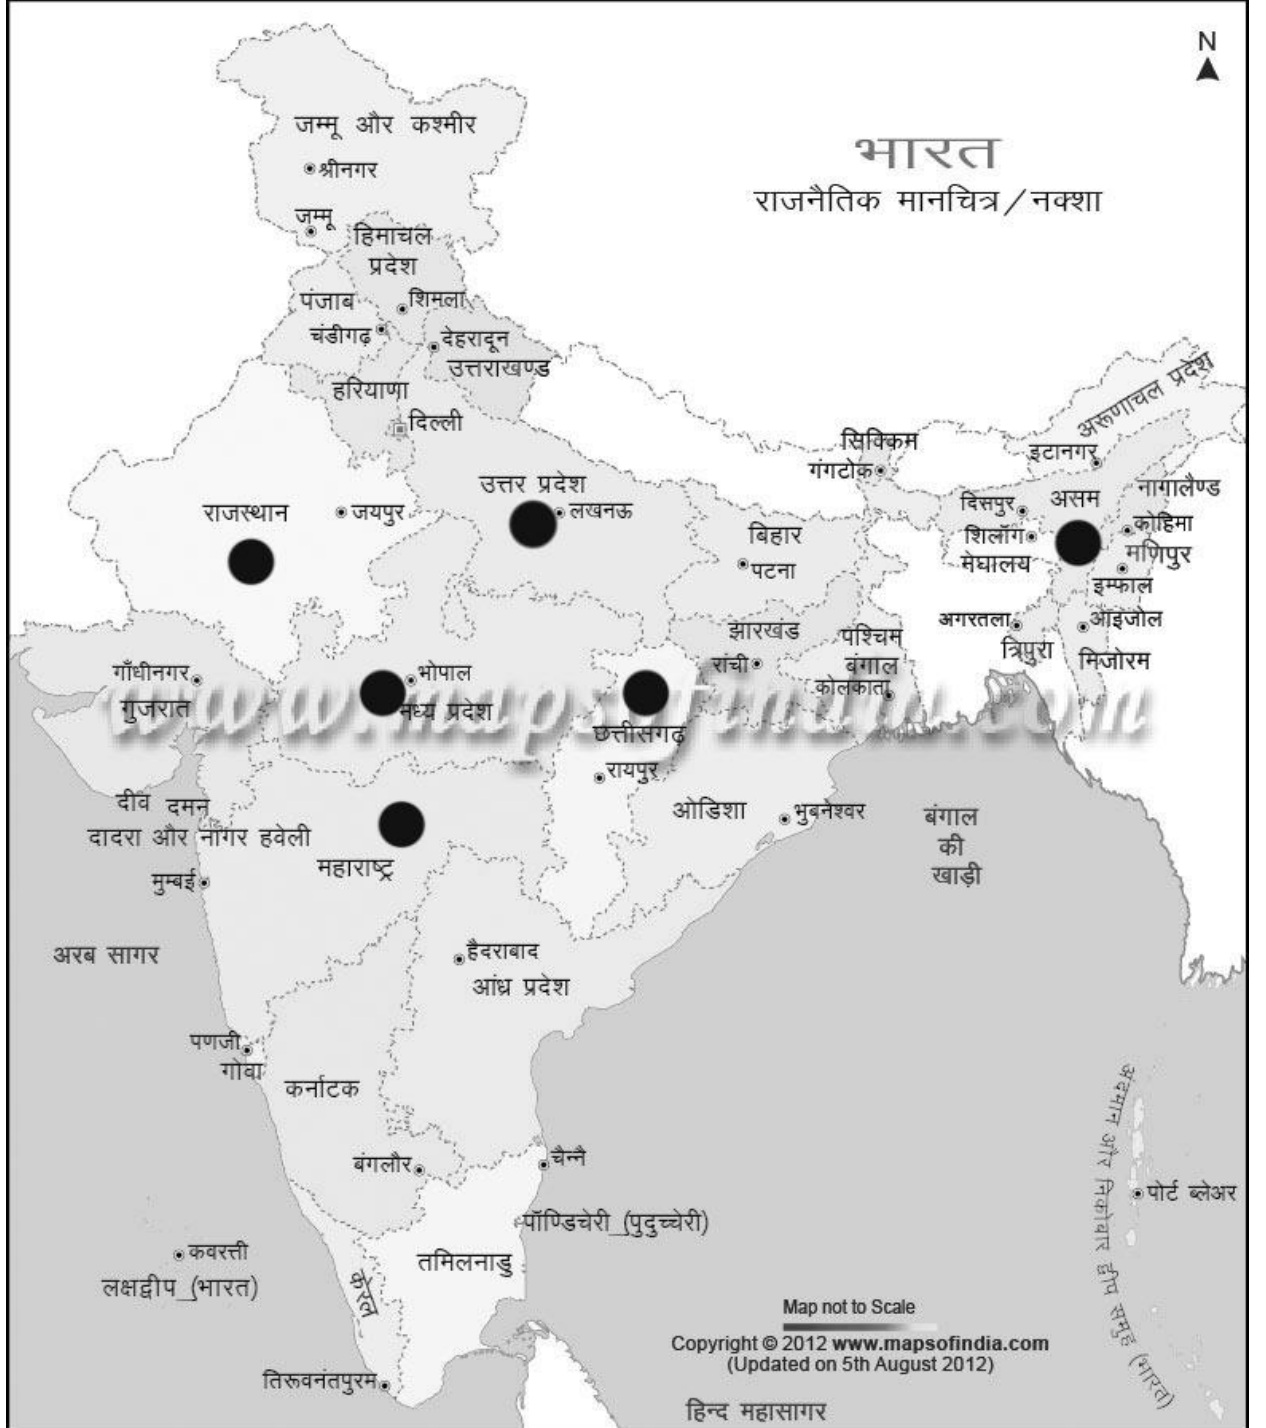 N
भारत
राजनैतिक मानचित्र/नक्शा
जम्मू और कश्मीर
श्रीनगर
जम्मू
हिमाचल
प्रदेश
पंजाब
शिमला
चंडीगढ़
देहरादून
उत्तराखण्ड
हरियाणा
दिल्ली
अरूणाचल प्रदेश
सिक्किम
गंगटोक
इटानगर
उत्तर प्रदेश
लखनऊ
राजस्थान
जयपुर
बिहार
पटना
दिसपुर
असम
नागालैण्ड
शिलॉग
मेघालय
कोहिमा
मणिपुर
इम्फाल
अगरतला
त्रिपुरा
आइजोल
मिजोरम
झारखंड
रांची
पश्चिम
बंगाल
कोलकाता
गाँधीनगर
गुजरात
भोपाल
मध्य प्रदेश
www.mapsofindia.com
छत्तीसगढ़
रायपुर
दीव दमन
दादरा और नागर हवेली
महाराष्ट्र
मुम्बई
ओडिशा
भुबनेश्वर
बंगाल
की
खाड़ी
अरब सागर
हैदराबाद
आंध्र प्रदेश
पणजी
गोवा
कर्नाटक
बंगलौर
चैन्नै
पॉण्डिचेरी (पुदुच्चेरी)
तमिलनाडु
केरल
कवरत्ती
लक्षद्वीप (भारत)
तिरूवनंतपुरम
अंदमान और निकोबार द्वीप समुह (भारत)
पोर्ट ब्लेअर
Map not to Scale
Copyright © 2012 www.mapsofindia.com
(Updated on 5th August 2012)
हिन्द महासागर